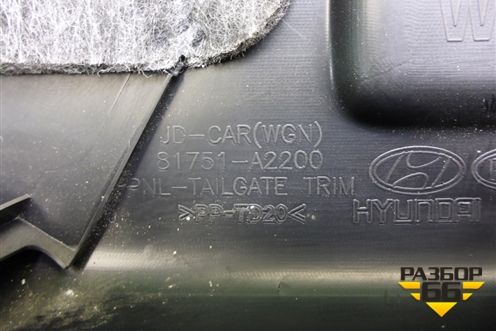 W
JD-CAR(WGN)
81751-A2200
PNL-TAILGATE TRIM
>PP-TD20<
HYUNDAI
РАЗБОР
66